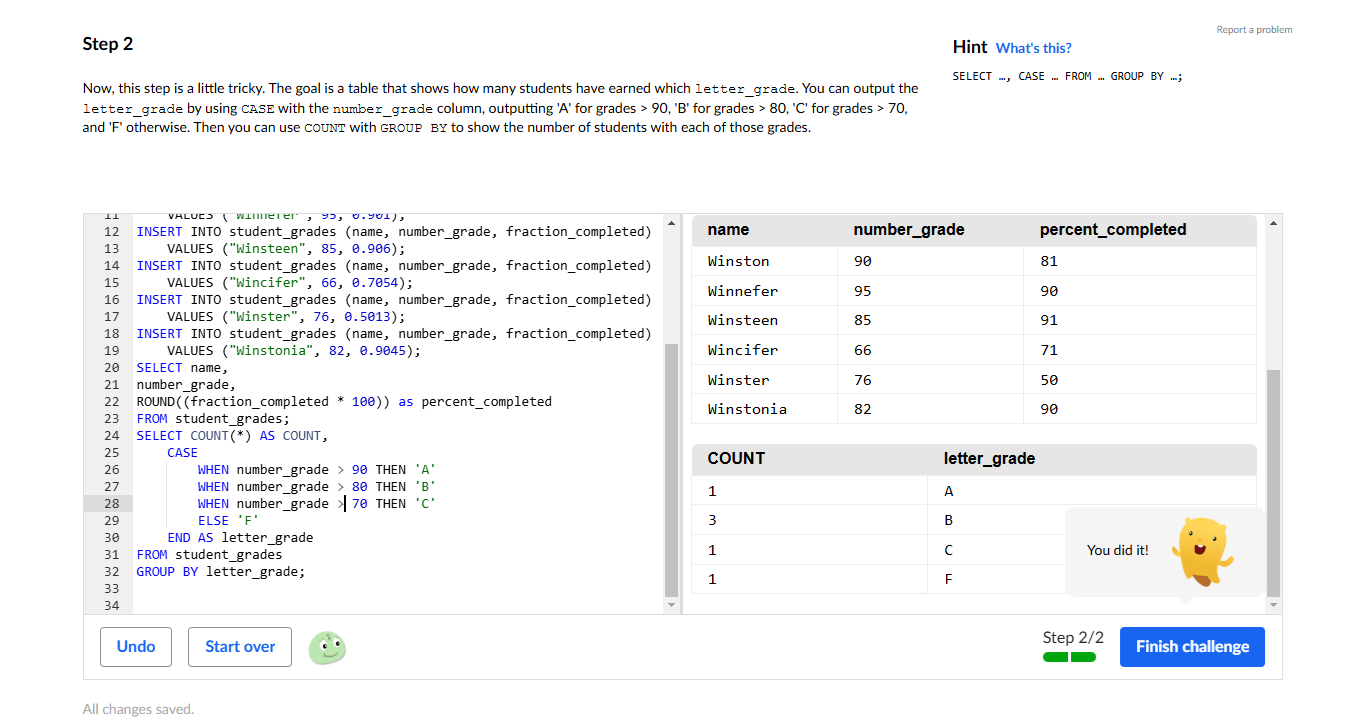 Report a problem
Step 2
Hint What's this?
SELECT …, CASE … FROM … GROUP BY …;
Now, this step is a little tricky. The goal is a table that shows how many students have earned which letter_grade. You can output the
letter_grade by using CASE with the number_grade column, outputting 'A' for grades > 90, 'B' for grades > 80, 'C' for grades > 70,
and 'F' otherwise. Then you can use COUNT with GROUP BY to show the number of students with each of those grades.
11 VALUES ("Winnefer", 95, 0.901);
12 INSERT INTO student_grades (name, number_grade, fraction_completed)
13 VALUES ("Winsteen", 85, 0.906);
14 INSERT INTO student_grades (name, number_grade, fraction_completed)
15 VALUES ("Wincifer", 66, 0.7054);
16 INSERT INTO student_grades (name, number_grade, fraction_completed)
17 VALUES ("Winster", 76, 0.5013);
18 INSERT INTO student_grades (name, number_grade, fraction_completed)
19 VALUES ("Winstonia", 82, 0.9045);
20 SELECT name,
21 number_grade,
22 ROUND((fraction_completed * 100)) as percent_completed
23 FROM student_grades;
24 SELECT COUNT(*) AS COUNT,
25 CASE
26 WHEN number_grade > 90 THEN 'A'
27 WHEN number_grade > 80 THEN 'B'
28 WHEN number_grade > 70 THEN 'C'
29 ELSE 'F'
30 END AS letter_grade
31 FROM student_grades
32 GROUP BY letter_grade;
33
34
name number_grade percent_completed
Winston 90 81
Winnefer 95 90
Winsteen 85 91
Wincifer 66 71
Winster 76 50
Winstonia 82 90
COUNT letter_grade
1 A
3 B
1 C
1 F
You did it!
Undo
Start over
Step 2/2
Finish challenge
All changes saved.